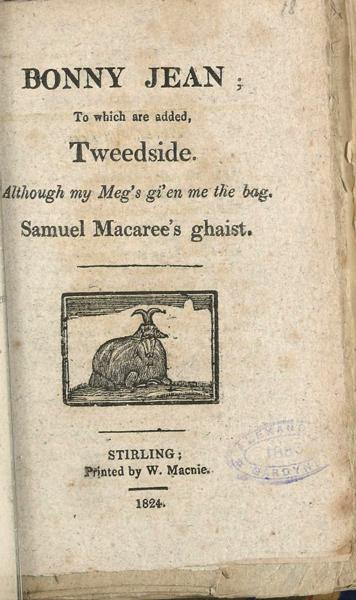 18
BONNY JEAN;
To which are added,
Tweedside.
Although my Meg's gi'en me the bag.
Samuel Macaree's ghaist.
STIRLING;
Printed by W. Macnie.
1824.